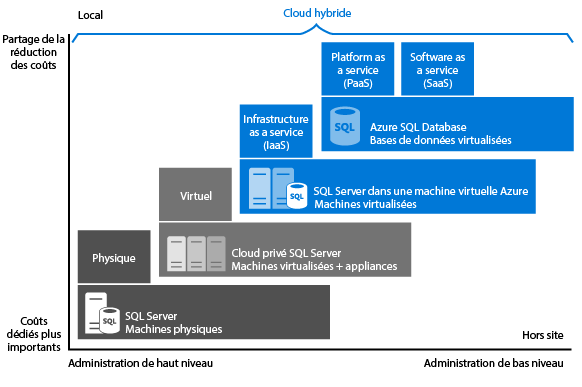 Local
Cloud hybride
Partage de la
réduction
des coûts
Platform as
a service
(PaaS)
Software as
a service
(SaaS)
SQL
Azure SQL Database
Bases de données virtualisées
Infrastructure
as a service
(IaaS)
SQL
SQL Server dans une machine virtuelle Azure
Machines virtualisées
Virtuel
Cloud privé SQL Server
Machines virtualisées + appliances
Physique
SQL
SQL Server
Machines physiques
Coûts
dédiés plus
importants
Hors site
Administration de haut niveau
Administration de bas niveau